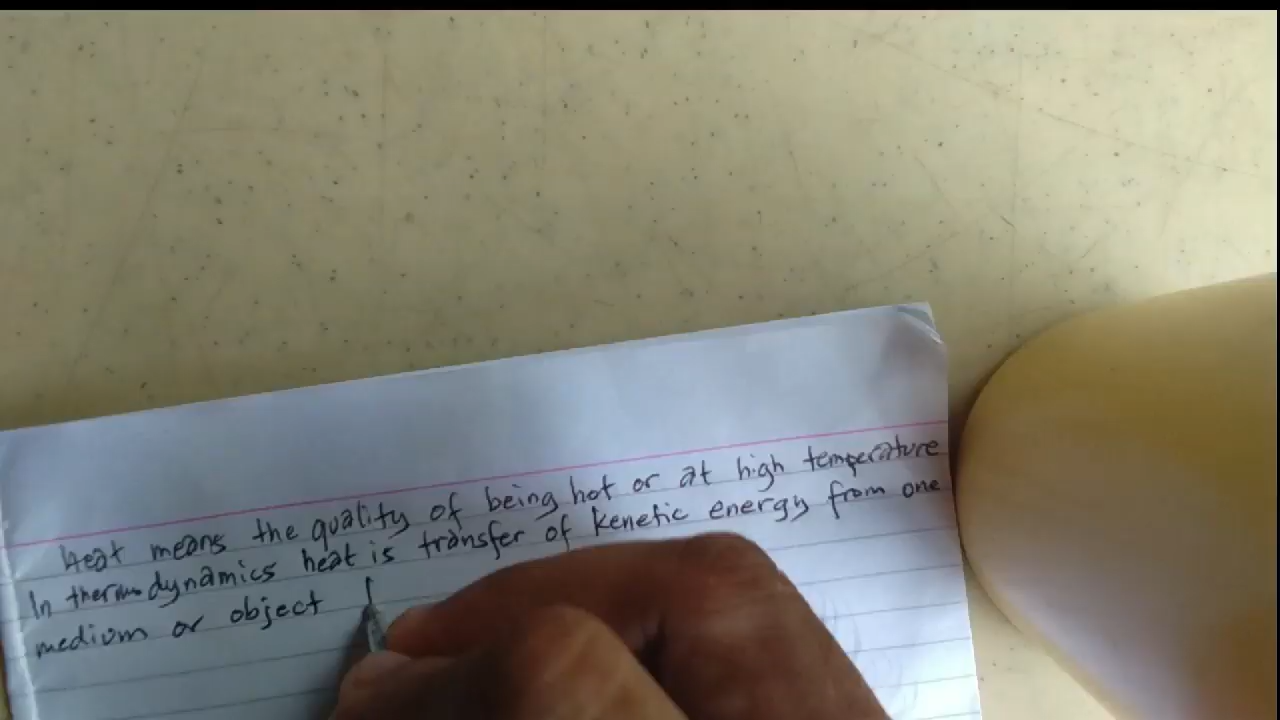 heat means the quality of being hot or at high temperature
In thermodynamics heat is transfer of kenetic energy from one
medium or object